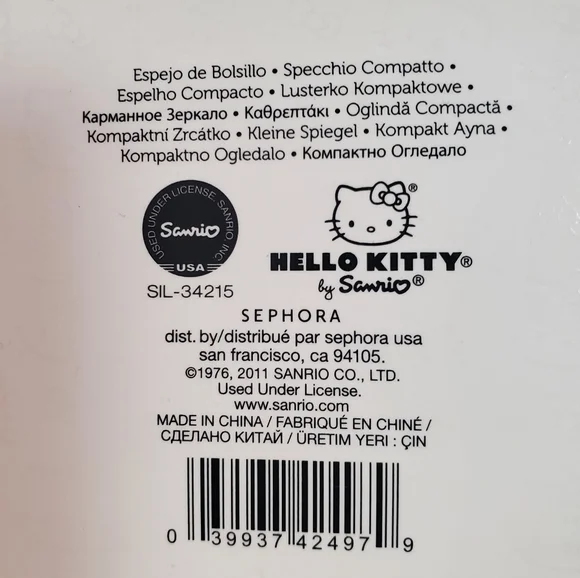 Espejo de Bolsillo • Specchio Compatto •
Espelho Compacto • Lusterko Kompaktowe •
Карманное Зеркало • Καθρεπτάκι • Oglindă Compactă •
Kompaktní Zrcátko • Kleine Spiegel • Kompakt Ayna •
Kompaktno Ogledalo • Компактно Огледало
USED UNDER LICENSE, SANRIO, INC.
Sanrio
USA
SIL-34215
®
HELLO KITTY®
by Sanrio®
SEPHORA
dist. by/distribué par sephora usa
san francisco, ca 94105.
©1976, 2011 SANRIO CO., LTD.
Used Under License.
www.sanrio.com
MADE IN CHINA / FABRIQUÉ EN CHINÉ /
СДЕЛАНО КИТАЙ / ÜRETIM YERI : ÇIN
0 39937 42497 9